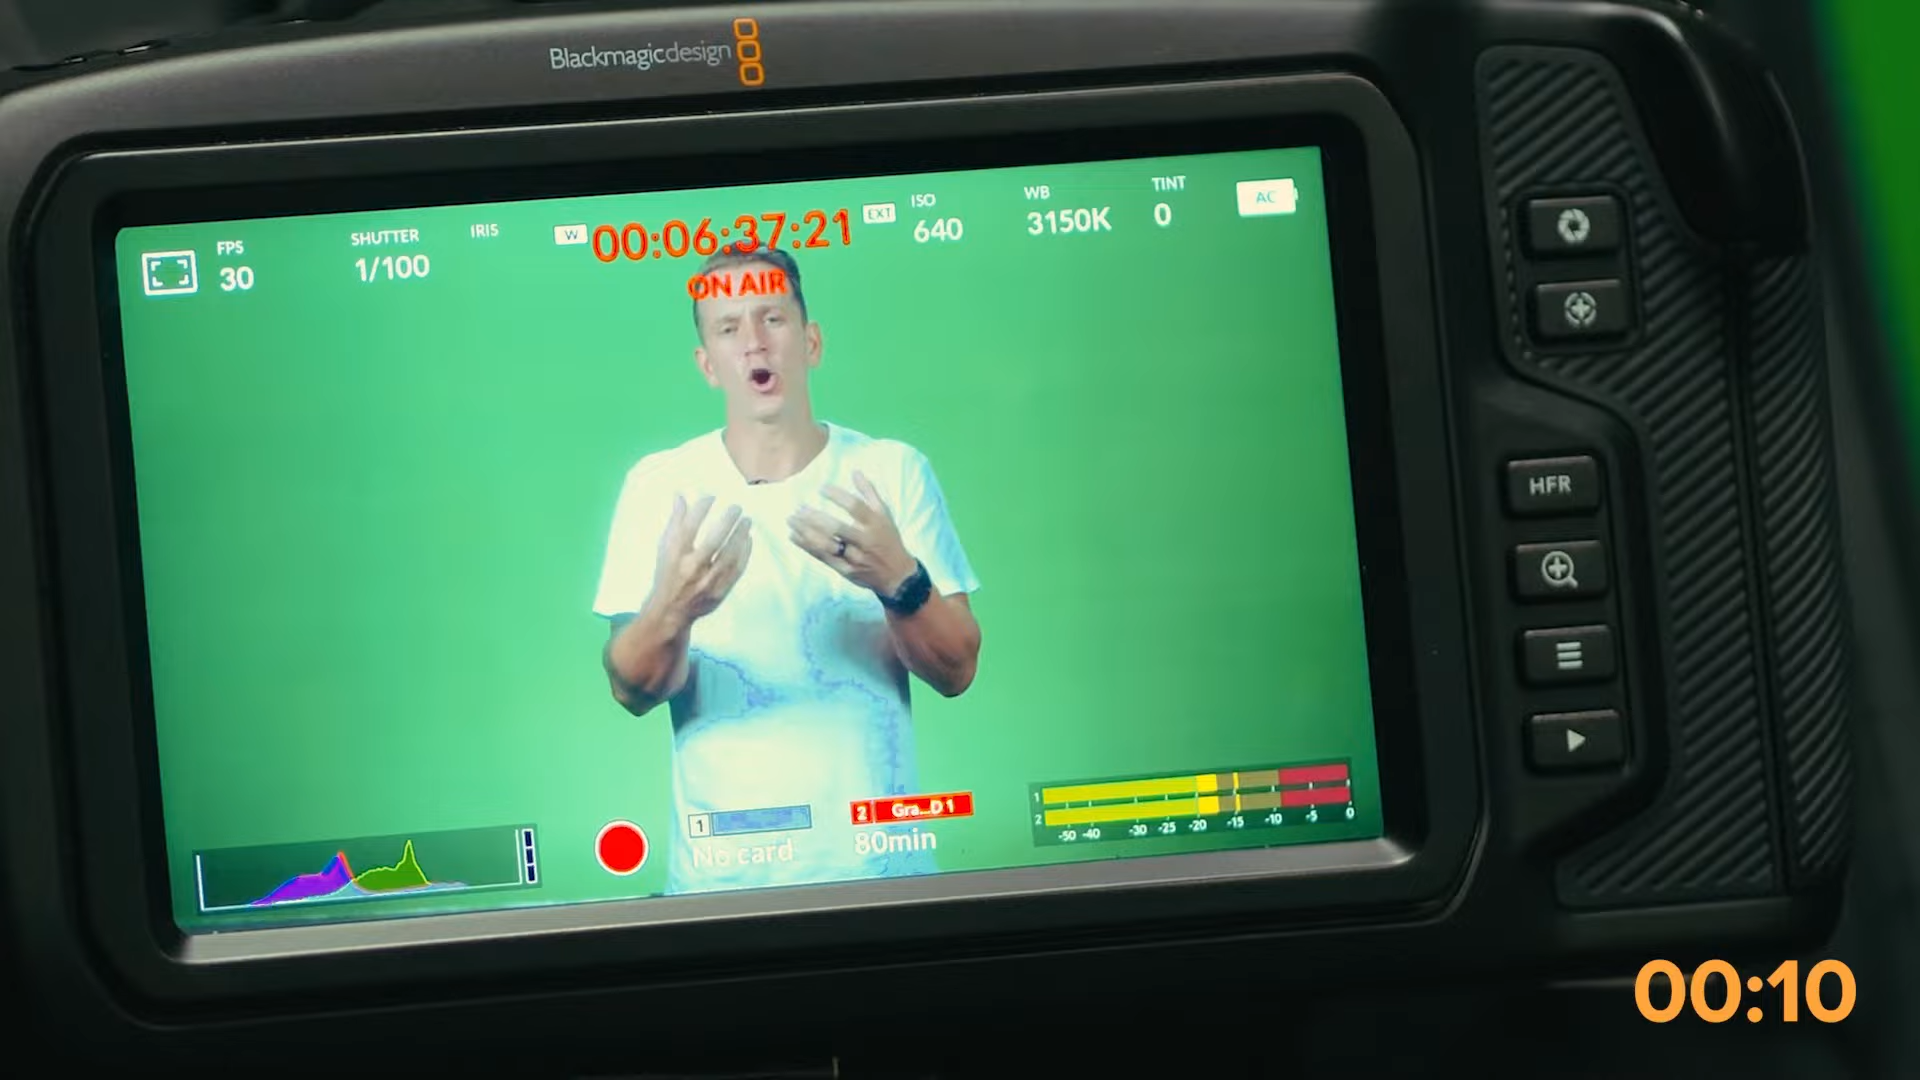 Blackmagicdesign
FPS
30
SHUTTER
1/100
IRIS
W
00:06:37:21
EXT
ISO
640
WB
3150K
TINT
0
AC
ON AIR
HFR
1
No card
2
Gra...D 1
80min
1
2
-50 -40 -30 -25 -20 -15 -10 -5 0
00:10